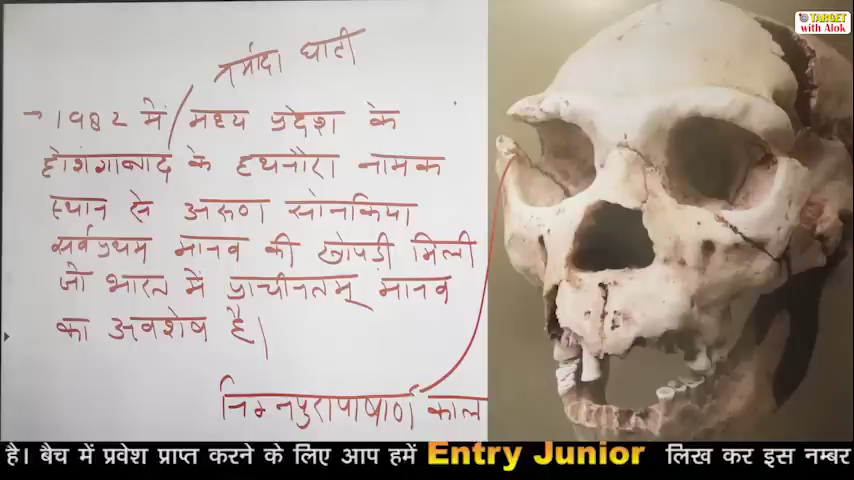 नर्मदा घाटी
→ 1982 में मध्य प्रदेश के
होशंगाबाद के हथनौरा नामक
स्थान से अरुण सोनकिया
सर्वप्रथम मानव की खोपड़ी मिली
जो भारत में प्राचीनतम् मानव
का अवशेष है।
निम्नपुरापाषाण काल
TARGET
with Alok
है। बैच में प्रवेश प्राप्त करने के लिए आप हमें Entry Junior लिख कर इस नम्बर